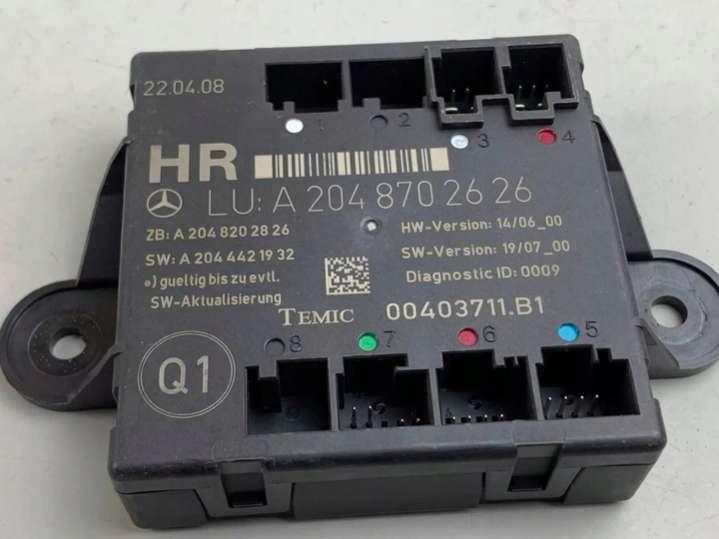 22.04.08
1 2 3 4
HR
LU: A 204 870 26 26
ZB: A 204 820 28 26
SW: A 204 442 19 32
*) gueltig bis zu evtl.
SW-Aktualisierung
HW-Version: 14/06_00
SW-Version: 19/07_00
Diagnostic ID: 0009
TEMIC 00403711.B1
8 7 6 5
Q1